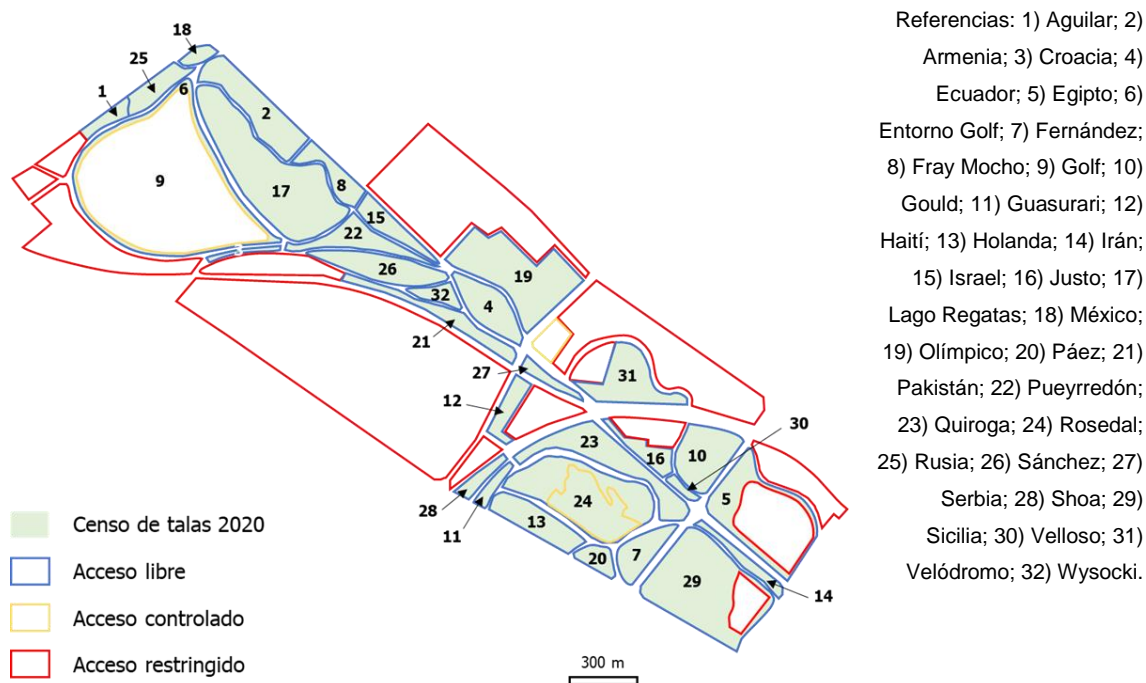 18
25
1
6
2
9
17
8
15
22
26
19
32
4
21
27
31
12
30
23
16
10
24
5
28
11
13
20
7
29
14
Censo de talas 2020
Acceso libre
Acceso controlado
Acceso restringido
300 m
Referencias: 1) Aguilar; 2)
Armenia; 3) Croacia; 4)
Ecuador; 5) Egipto; 6)
Entorno Golf; 7) Fernández;
8) Fray Mocho; 9) Golf; 10)
Gould; 11) Guasurari; 12)
Haití; 13) Holanda; 14) Irán;
15) Israel; 16) Justo; 17)
Lago Regatas; 18) México;
19) Olímpico; 20) Páez; 21)
Pakistán; 22) Pueyrredón;
23) Quiroga; 24) Rosedal;
25) Rusia; 26) Sánchez; 27)
Serbia; 28) Shoa; 29)
Sicilia; 30) Velloso; 31)
Velódromo; 32) Wysocki.